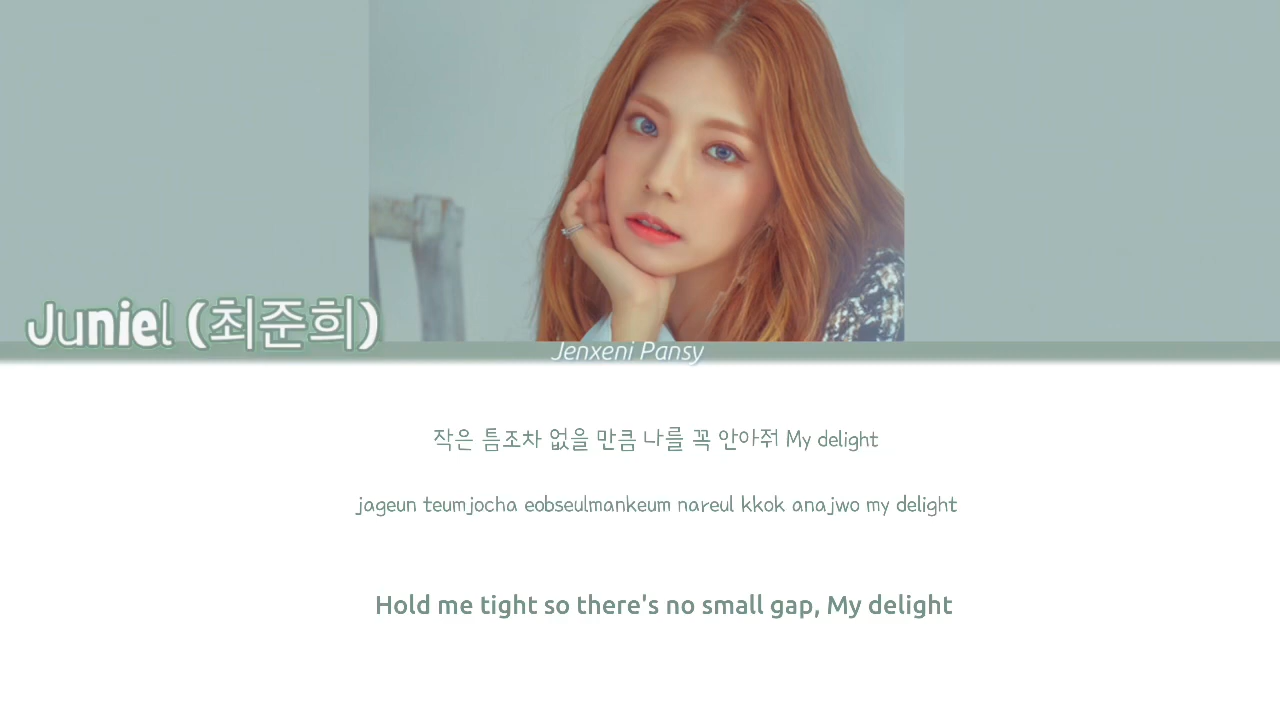 Juniel (최준희)
Jenxeni Pansy
작은 틈조차 없을 만큼 나를 꼭 안아줘 My delight
jageun teumjocha eobseulmankeum nareul kkok anajwo my delight
Hold me tight so there's no small gap, My delight